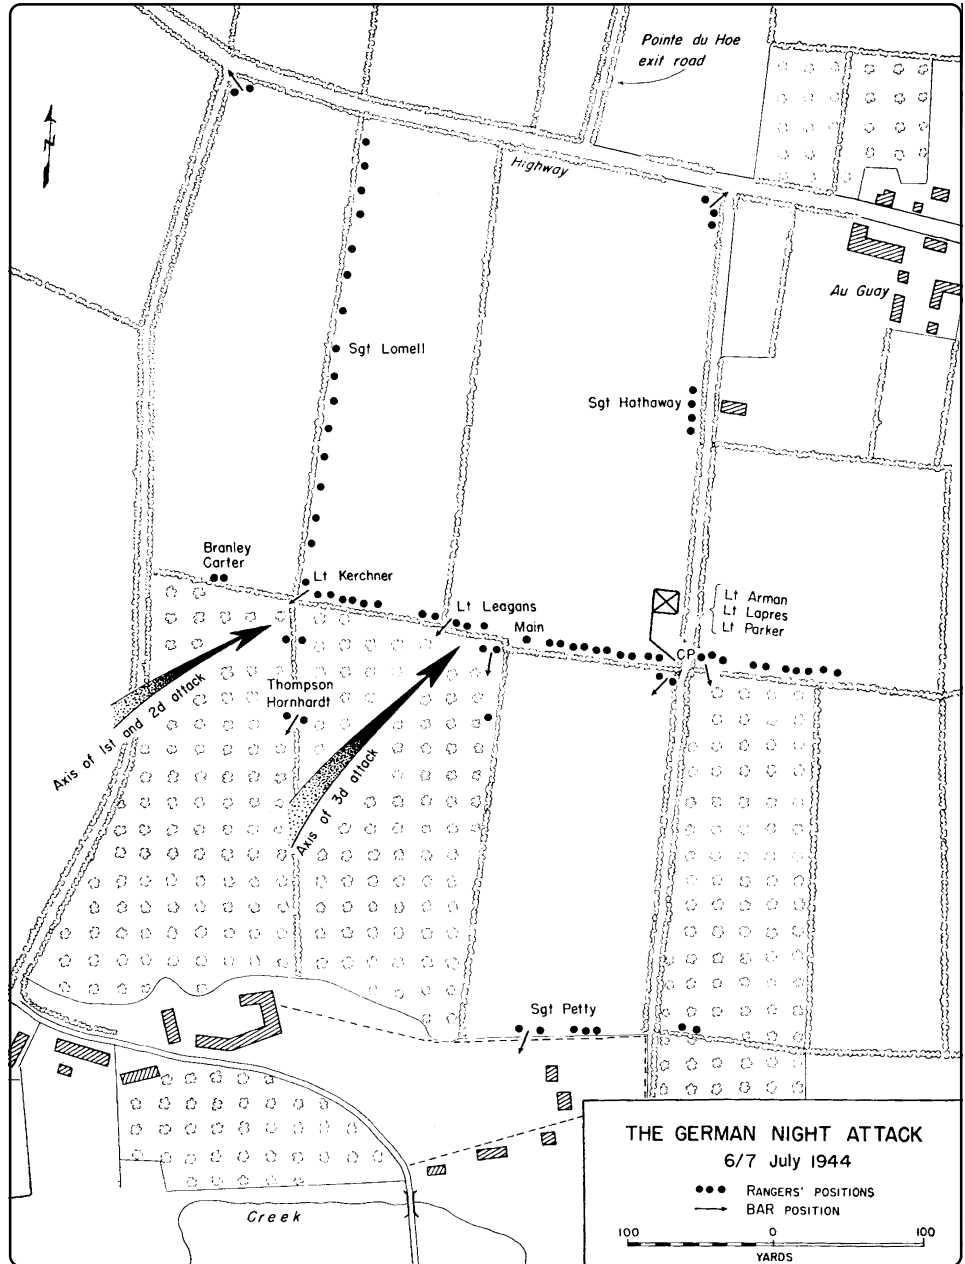 Pointe du Hoe
exit road
N
Highway
Au Guay
Sgt Lomell
Sgt Hathaway
Branley
Carter
Lt Kerchner
Lt Leagans
Main
Lt Arman
Lt Lapres
Lt Parker
CP
Thompson
Hornhardt
Axis of 1st and 2d attack
Axis of 3d attack
Sgt Petty
Creek
THE GERMAN NIGHT ATTACK
6/7 July 1944
RANGERS' POSITIONS
BAR POSITION
100 0 100
YARDS